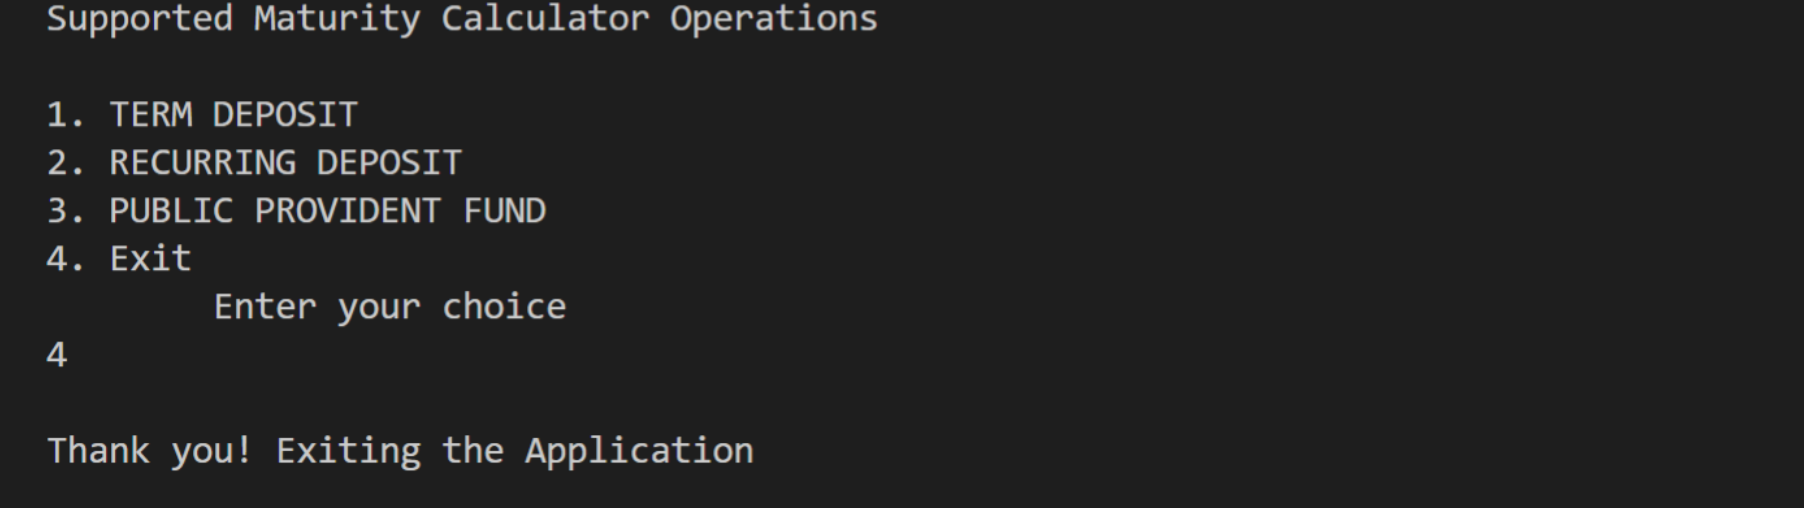 Supported Maturity Calculator Operations
1. TERM DEPOSIT
2. RECURRING DEPOSIT
3. PUBLIC PROVIDENT FUND
4. Exit
Enter your choice
4
Thank you! Exiting the Application